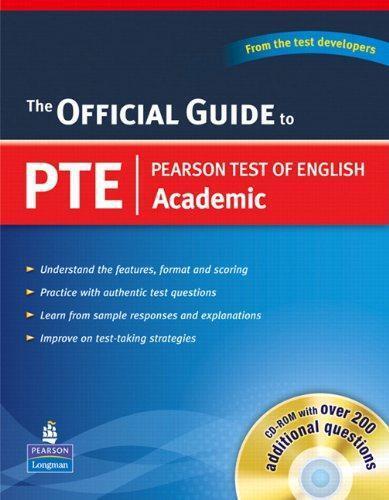 From the test developers
The OFFICIAL GUIDE to
PTE
PEARSON TEST OF ENGLISH
Academic
Understand the features, format and scoring
Practice with authentic test questions
Learn from sample responses and explanations
Improve on test-taking strategies
CD-ROM with over 200
additional questions
PEARSON
Longman